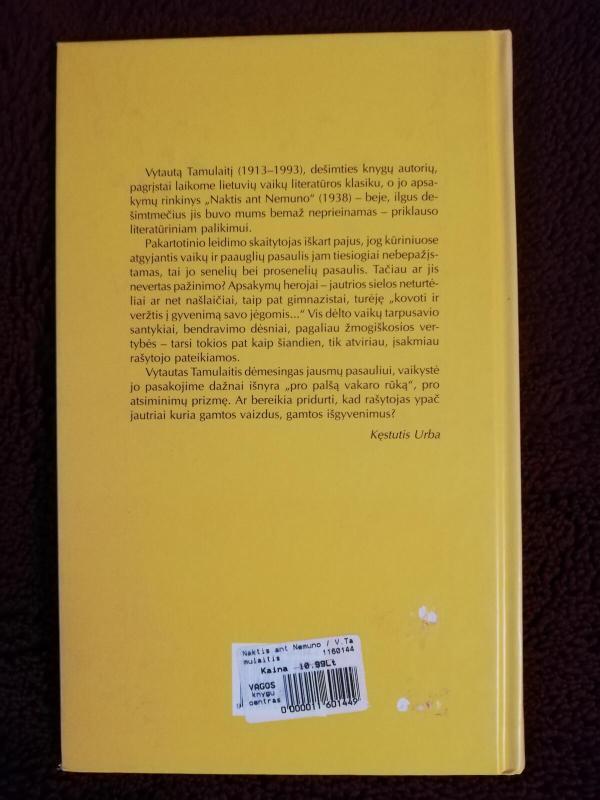 Vytautą Tamulaitį (1913–1993), dešimties knygų autorių,
pagrįstai laikome lietuvių vaikų literatūros klasiku, o jo apsa-
kymų rinkinys „Naktis ant Nemuno“ (1938) – beje, ilgus de-
šimtmečius jis buvo mums bemaž neprieinamas – priklauso
literatūriniam palikimui.
Pakartotinio leidimo skaitytojas iškart pajus, jog kūriniuose
atgyjantis vaikų ir paauglių pasaulis jam tiesiogiai nebepažįs-
tamas, tai jo senelių bei prosenelių pasaulis. Tačiau ar jis
nevertas pažinimo? Apsakymų herojai – jautrios sielos neturtė-
liai ar net našlaičiai, taip pat gimnazistai, turėję „kovoti ir
veržtis į gyvenimą savo jėgomis...“ Vis dėlto vaikų tarpusavio
santykiai, bendravimo dėsniai, pagaliau žmogiškosios ver-
tybės – tarsi tokios pat kaip šiandien, tik atviriau, įsakmiau
rašytojo pateikiamos.
Vytautas Tamulaitis dėmesingas jausmų pasauliui, vaikystė
jo pasakojime dažnai išnyra „pro palšą vakaro rūką“, pro
atsiminimų prizmę. Ar bereikia pridurti, kad rašytojas ypač
jautriai kuria gamtos vaizdus, gamtos išgyvenimus?
Kęstutis Urba
Naktis ant Nemuno / V.Ta
mulaitis 1160144
Kaina 10.99Lt
VAGOS
knygu
centras
0 000011 601449